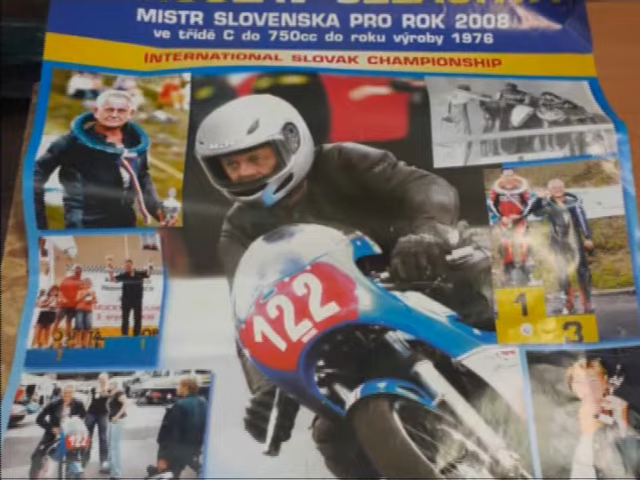 MISTR SLOVENSKA PRO ROK 2008
ve třídě C do 750cc do roku výroby 1976
INTERNATIONAL SLOVAK CHAMPIONSHIP
122
1
3
122